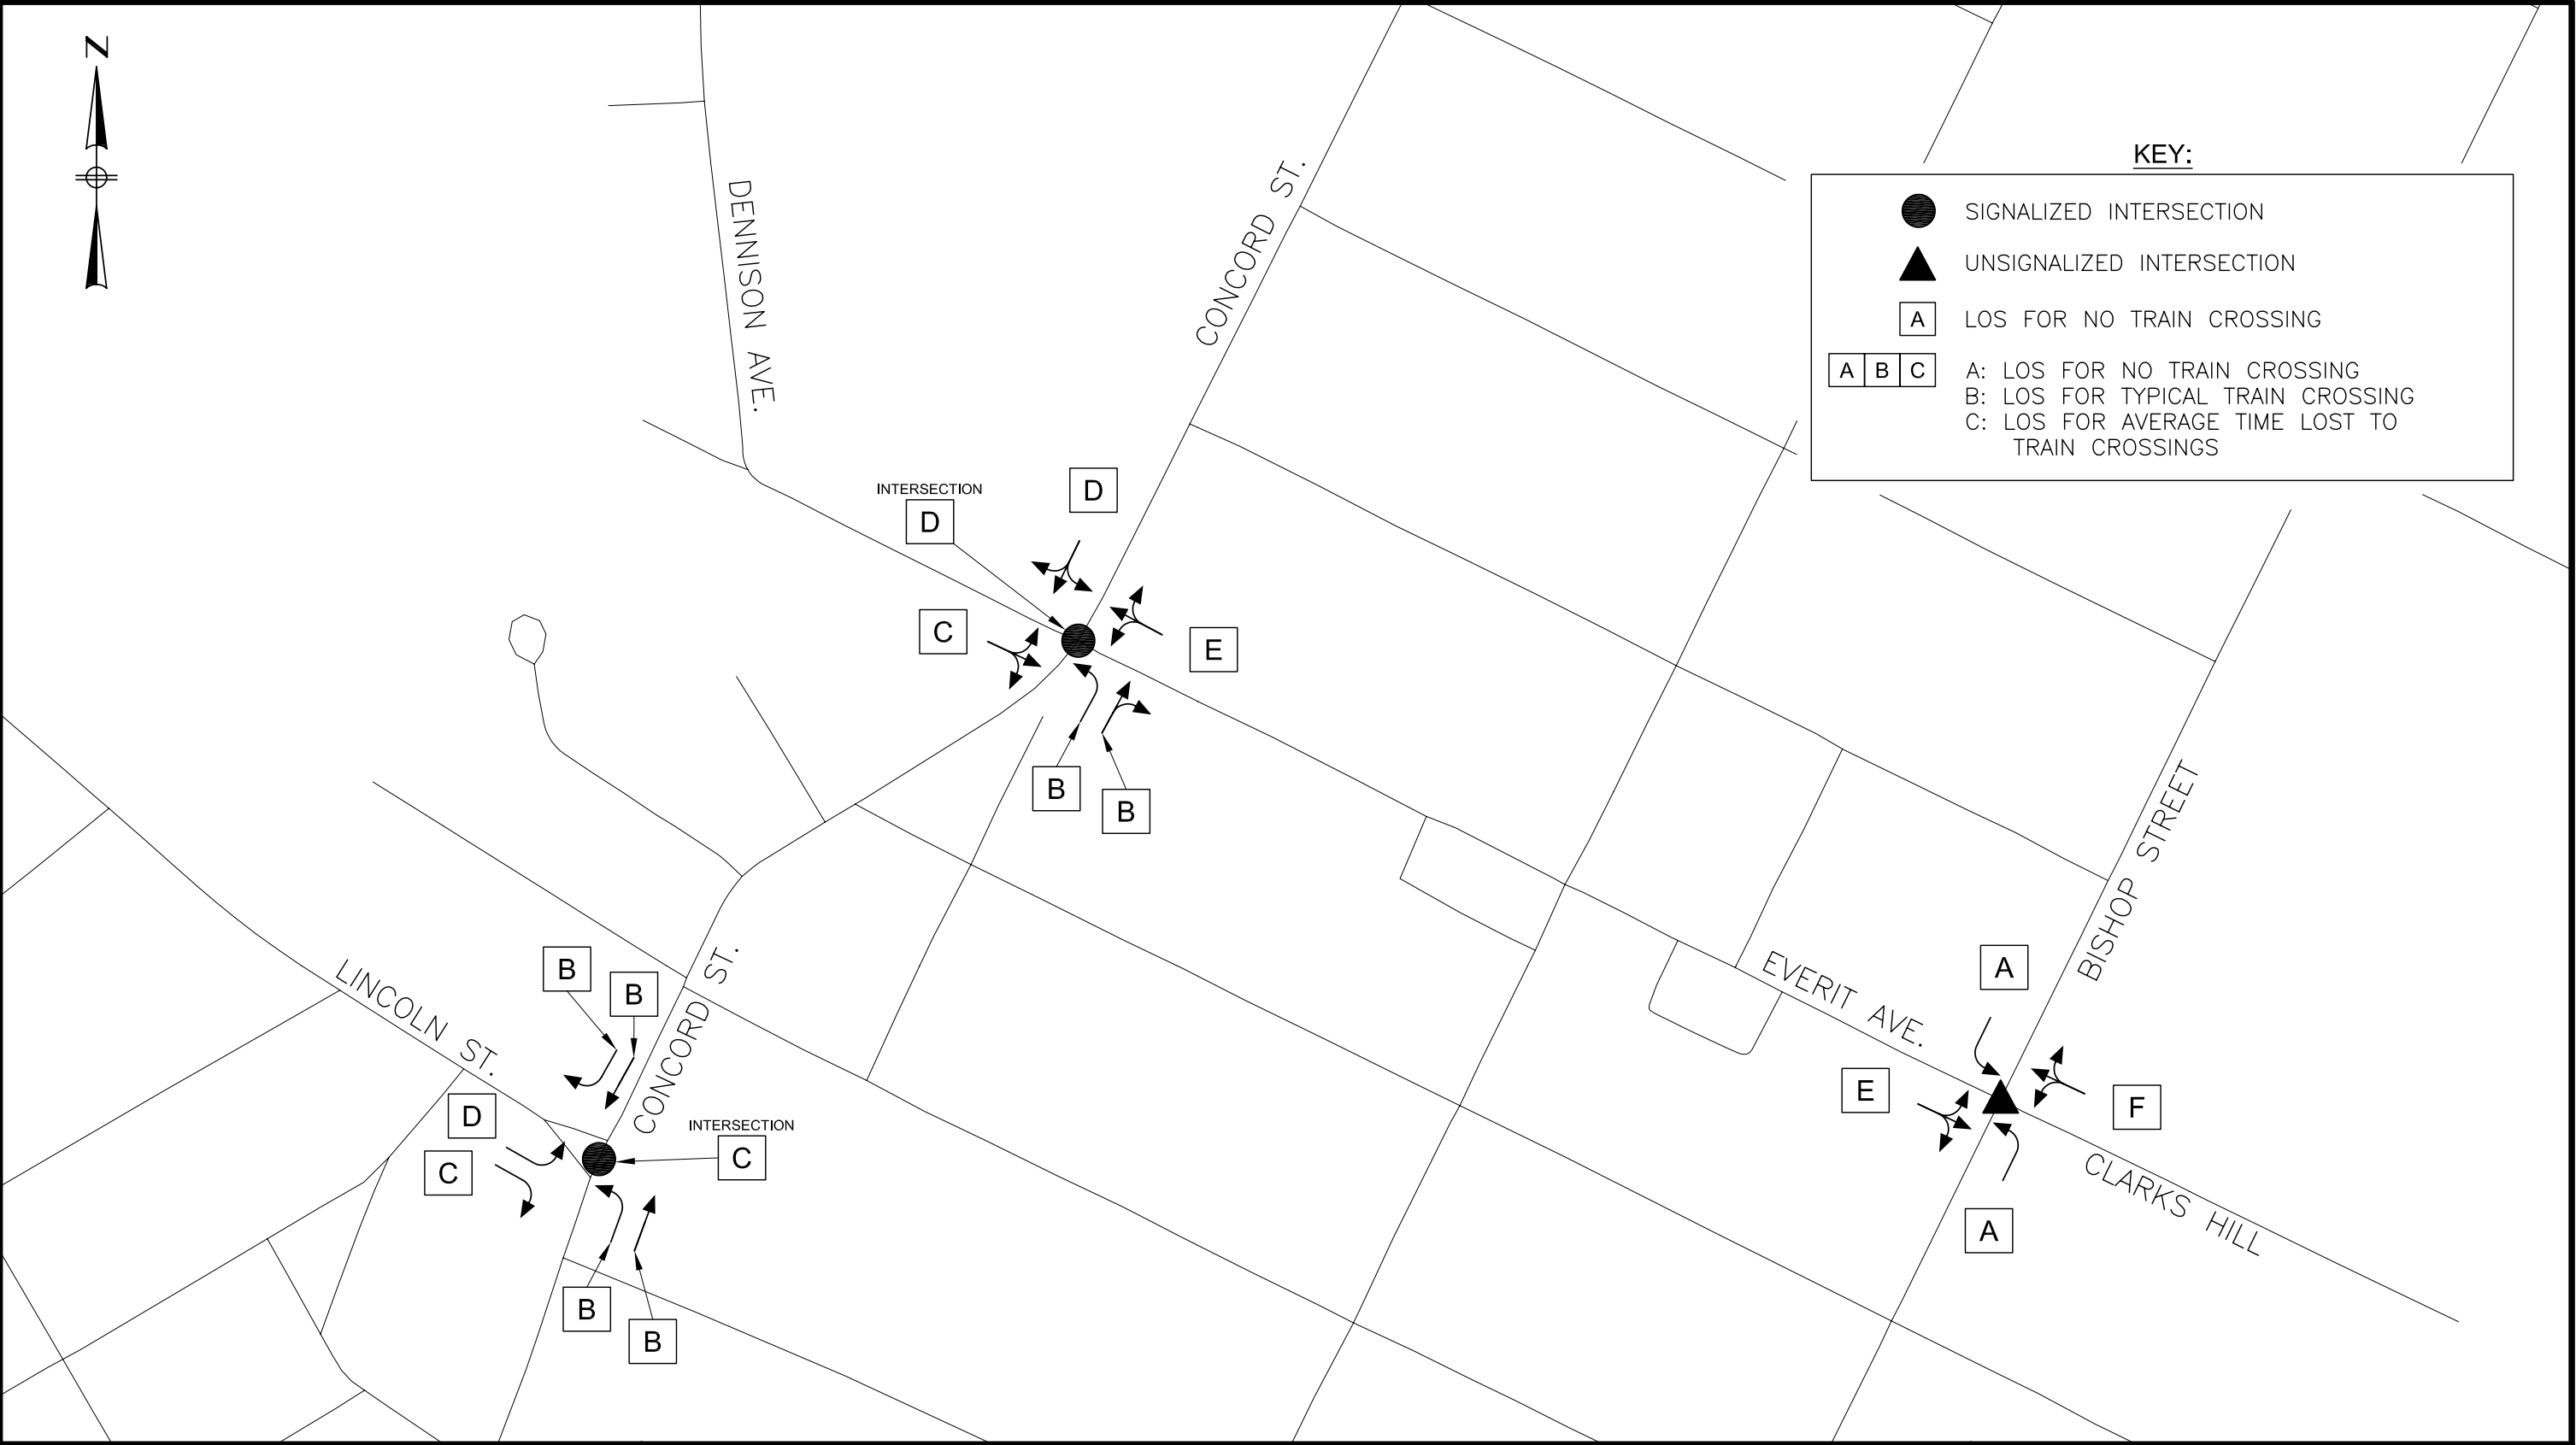 N
DENNISON AVE.
CONCORD ST.
KEY:
SIGNALIZED INTERSECTION
UNSIGNALIZED INTERSECTION
A LOS FOR NO TRAIN CROSSING
A B C A: LOS FOR NO TRAIN CROSSING
B: LOS FOR TYPICAL TRAIN CROSSING
C: LOS FOR AVERAGE TIME LOST TO
TRAIN CROSSINGS
INTERSECTION
D
D
C
E
B
B
BISHOP STREET
EVERIT AVE.
A
E
F
A
CLARKS HILL
LINCOLN ST.
CONCORD ST.
B
B
D
C
INTERSECTION
C
B
B